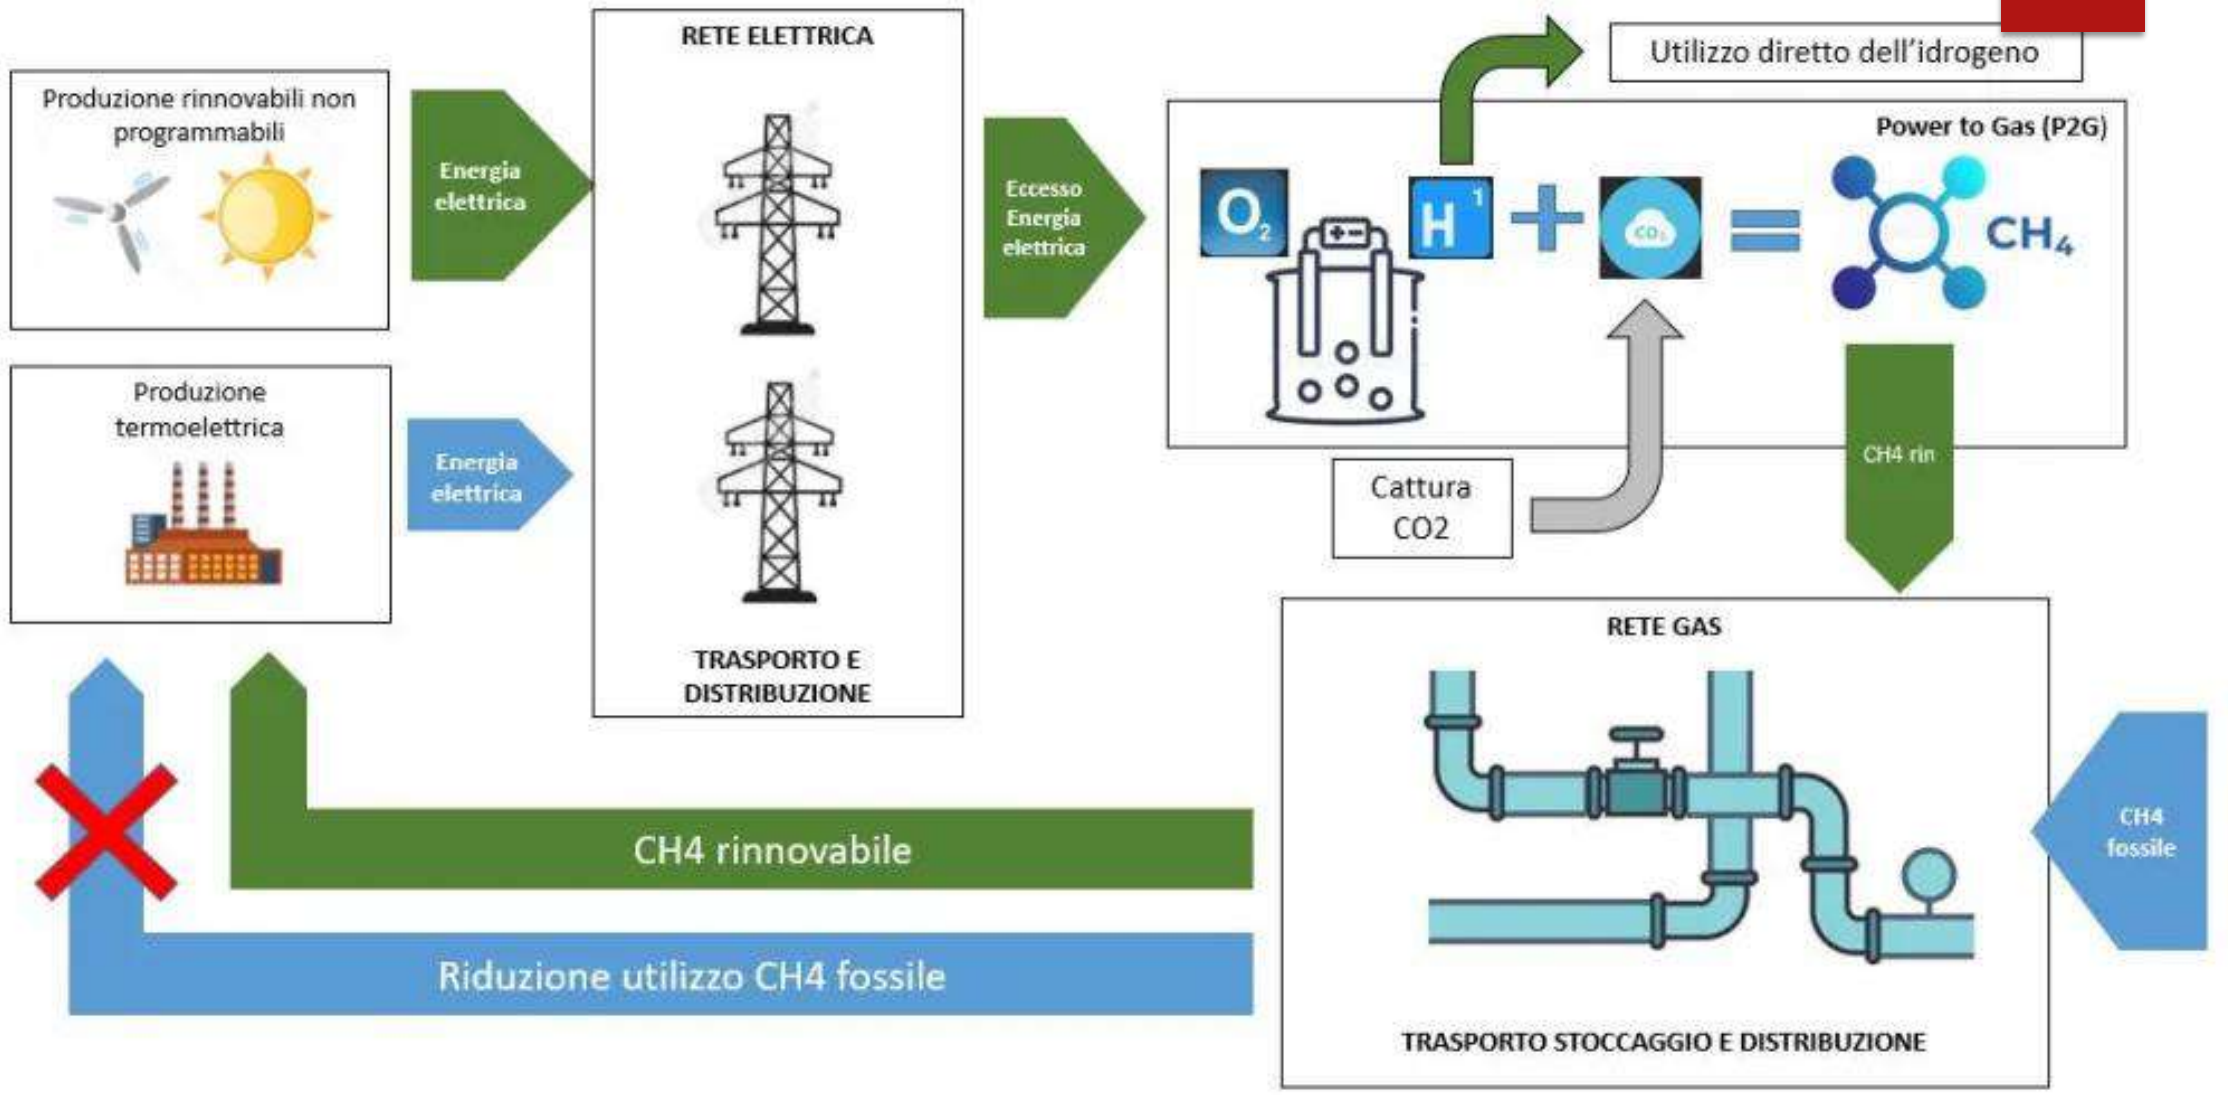 RETE ELETTRICA
Produzione rinnovabili non
programmabili
Energia
elettrica
Produzione
termoelettrica
Energia
elettrica
TRASPORTO E
DISTRIBUZIONE
Eccesso
Energia
elettrica
Utilizzo diretto dell'idrogeno
Power to Gas (P2G)
O2
H 1
CO2
CH4
Cattura
CO2
CH4 rin
RETE GAS
CH4
fossile
TRASPORTO STOCCAGGIO E DISTRIBUZIONE
CH4 rinnovabile
Riduzione utilizzo CH4 fossile